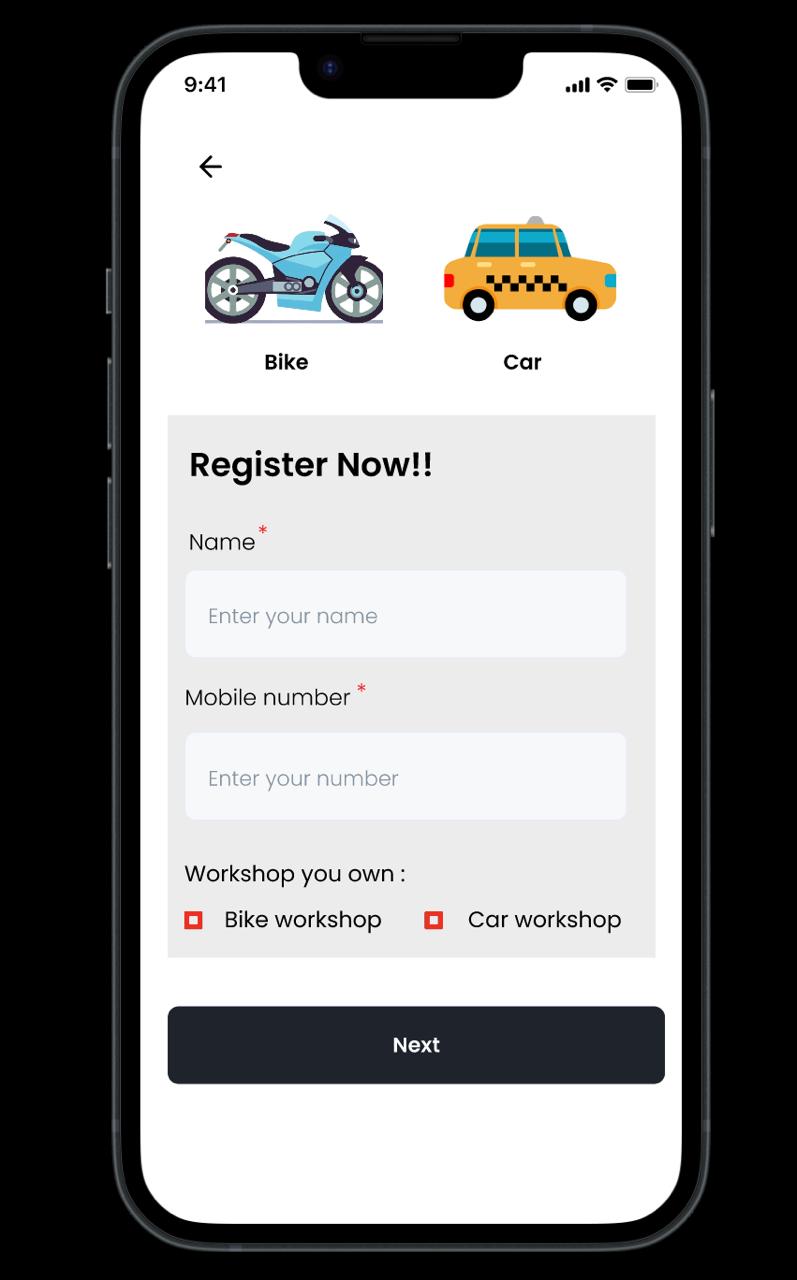 9:41
Bike Car
Register Now!!
Name*
Enter your name
Mobile number *
Enter your number
Workshop you own :
Bike workshop Car workshop
Next